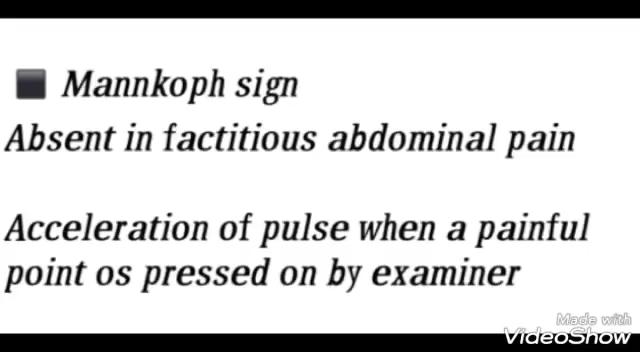 Mannkoph sign
Absent in factitious abdominal pain
Acceleration of pulse when a painful
point os pressed on by examiner
Made with
VideoShow